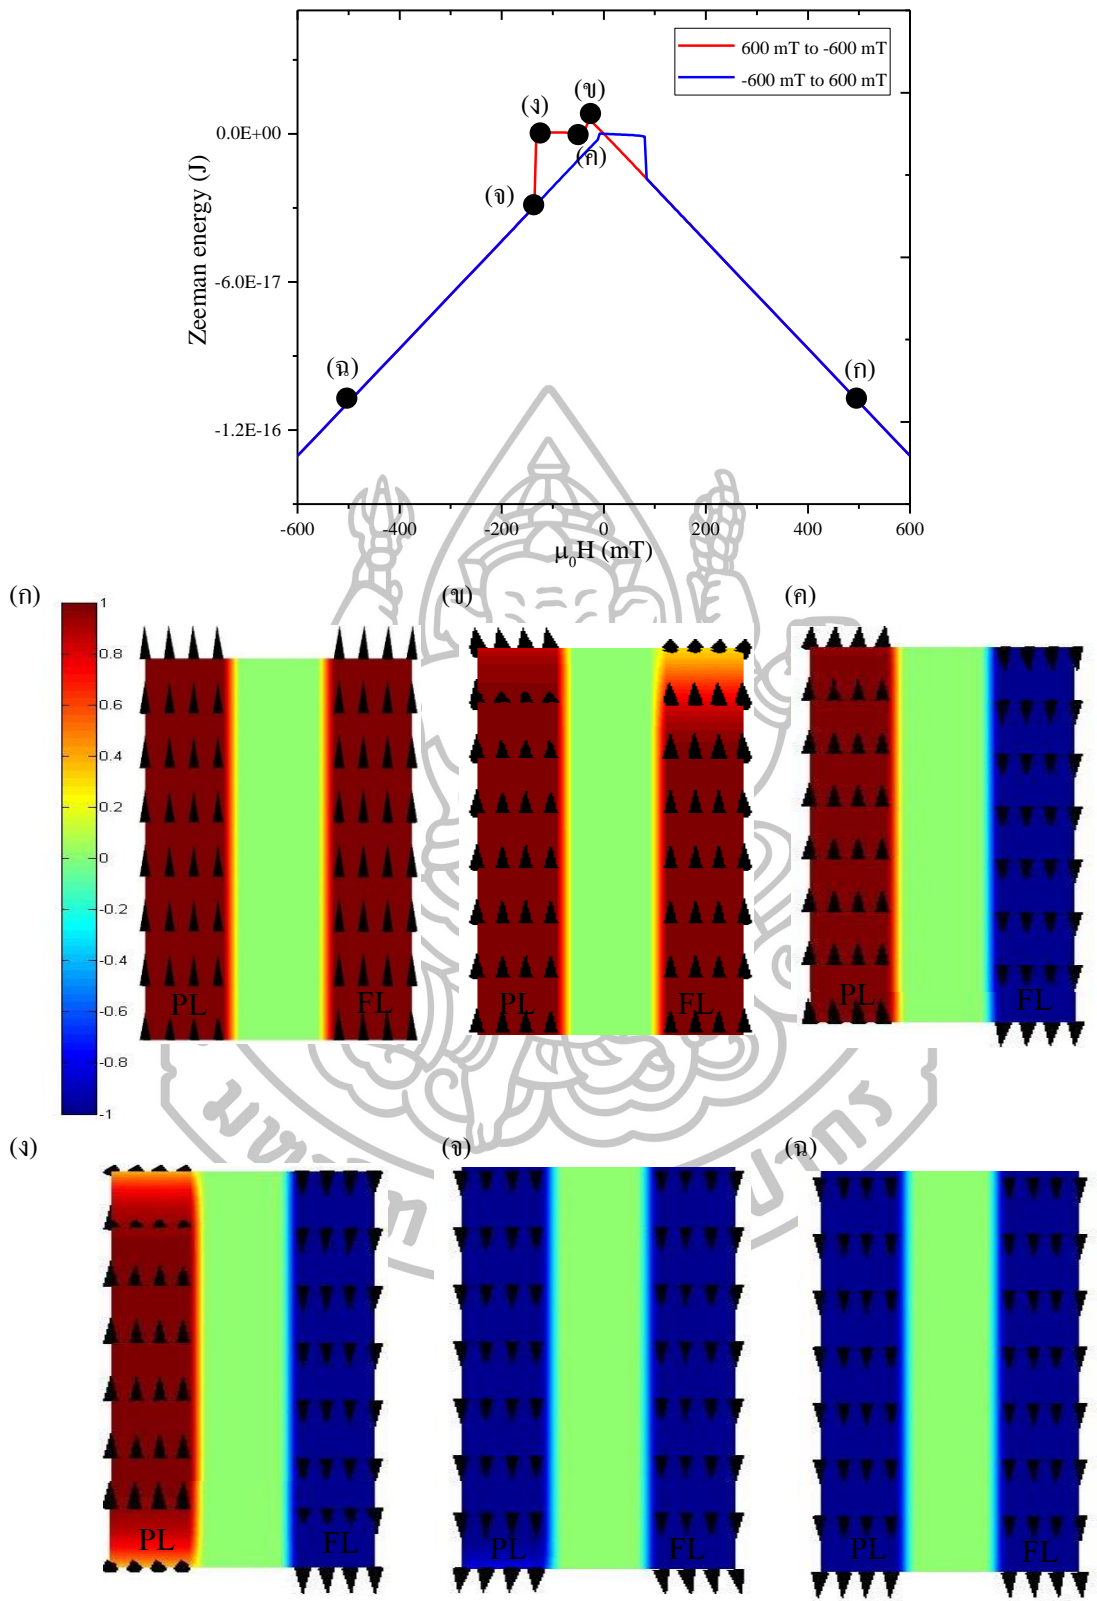 600 mT to -600 mT
-600 mT to 600 mT
(ข)
(ง)
(ค)
(จ)
(ฉ)
(ก)
Zeeman energy (J)
0.0E+00
-6.0E-17
-1.2E-16
-600 -400 -200 0 200 400 600
μ₀H (mT)
(ก) (ข) (ค)
1
0.8
0.6
0.4
0.2
0
-0.2
-0.4
-0.6
-0.8
-1
PL FL PL FL PL FL
(ง) (จ) (ฉ)
PL FL PL FL PL FL